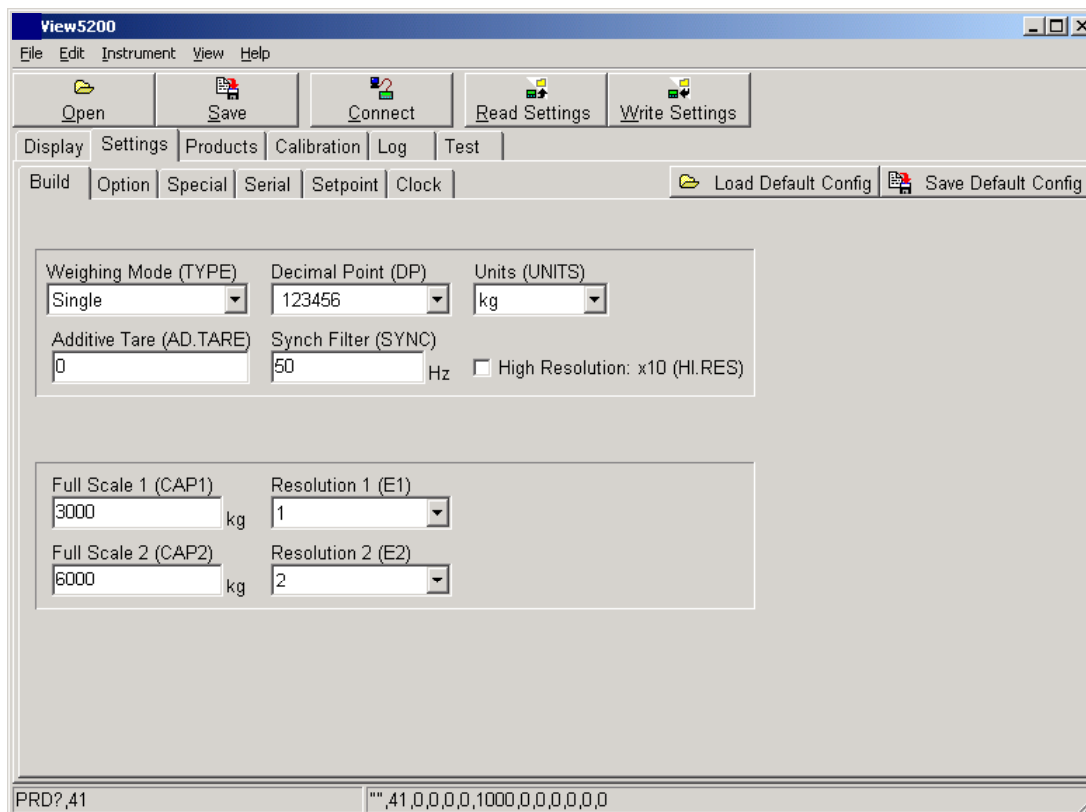 View5200
File Edit Instrument View Help
Open Save Connect Read Settings Write Settings
Display Settings Products Calibration Log Test
Build Option Special Serial Setpoint Clock Load Default Config Save Default Config
Weighing Mode (TYPE) Decimal Point (DP) Units (UNITS)
Single 123456 kg
Additive Tare (AD.TARE) Synch Filter (SYNC)
0 50 Hz High Resolution: x10 (HI.RES)
Full Scale 1 (CAP1) Resolution 1 (E1)
3000 kg 1
Full Scale 2 (CAP2) Resolution 2 (E2)
6000 kg 2
PRD?,41 "",41,0,0,0,0,1000,0,0,0,0,0,0